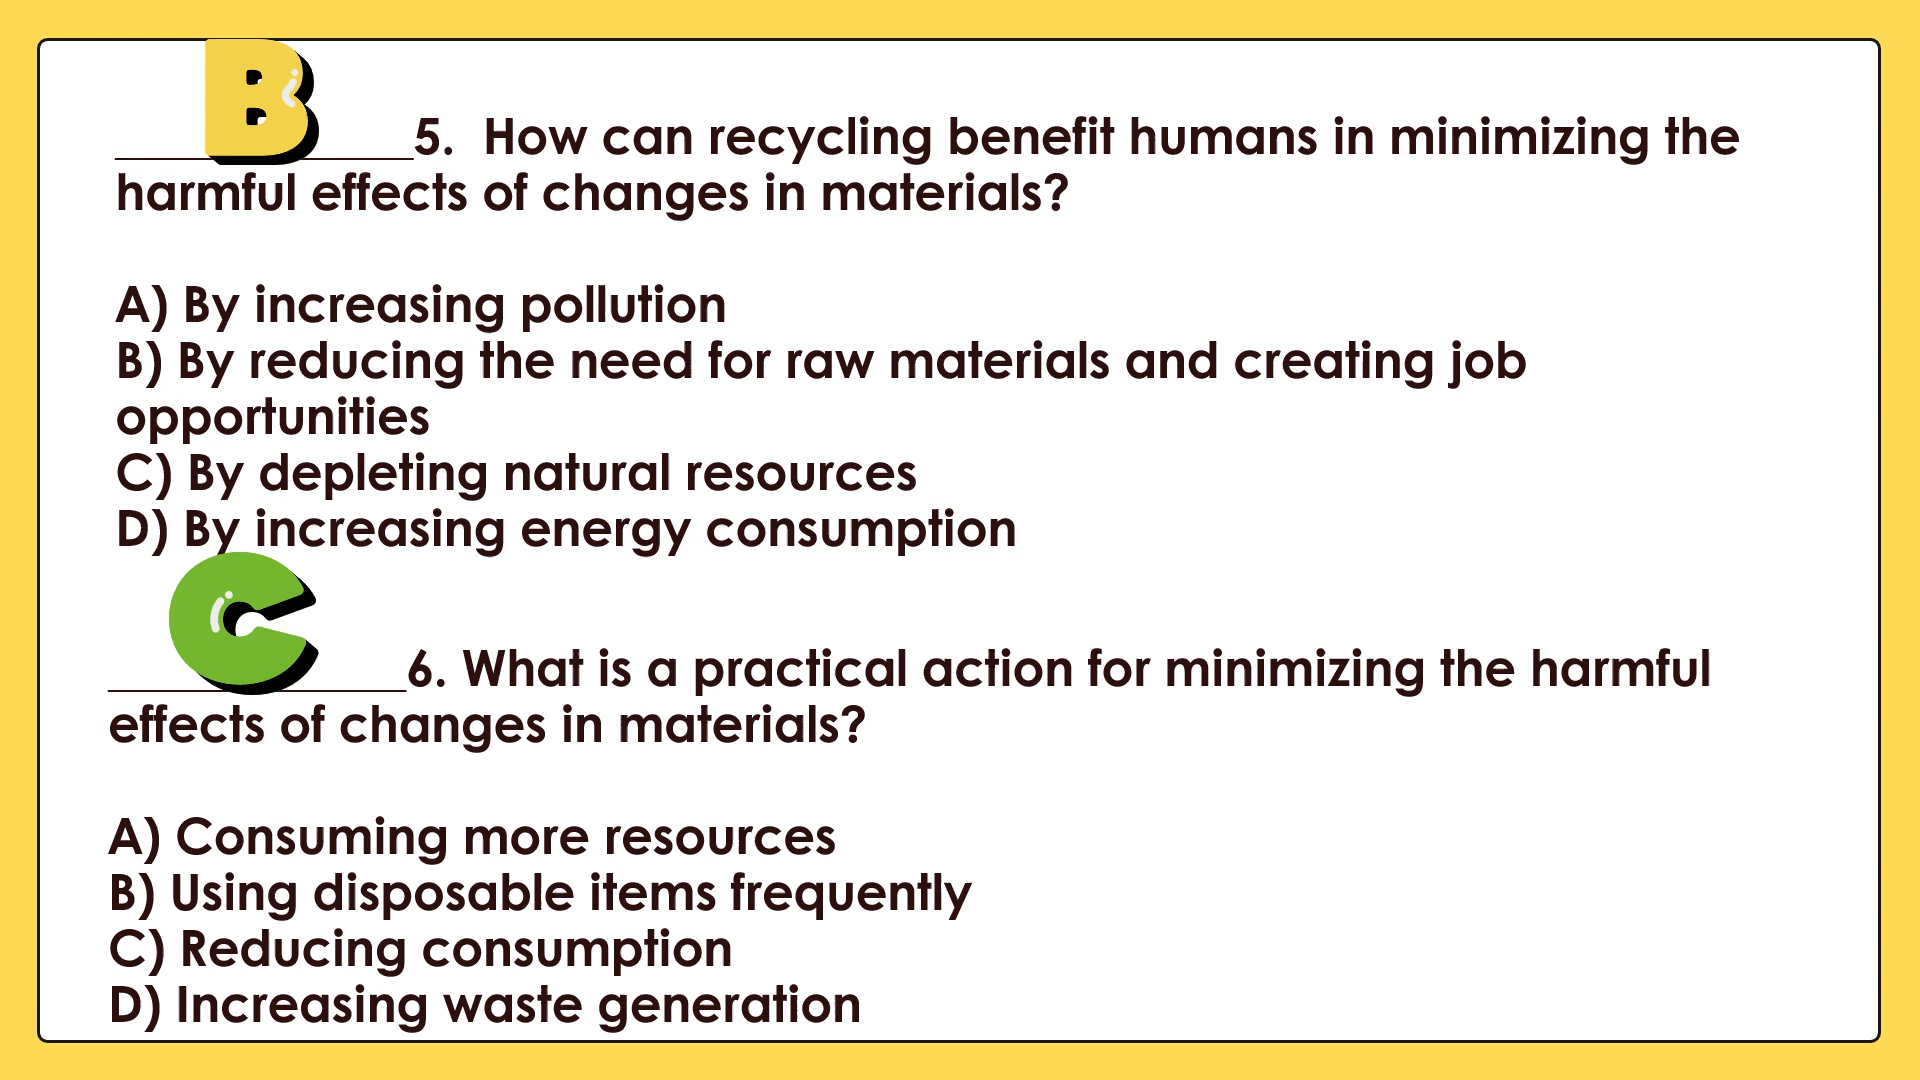 B
______________5.  How can recycling benefit humans in minimizing the
harmful effects of changes in materials?
A) By increasing pollution
B) By reducing the need for raw materials and creating job
opportunities
C) By depleting natural resources
D) By increasing energy consumption
C
______________6. What is a practical action for minimizing the harmful
effects of changes in materials?
A) Consuming more resources
B) Using disposable items frequently
C) Reducing consumption
D) Increasing waste generation